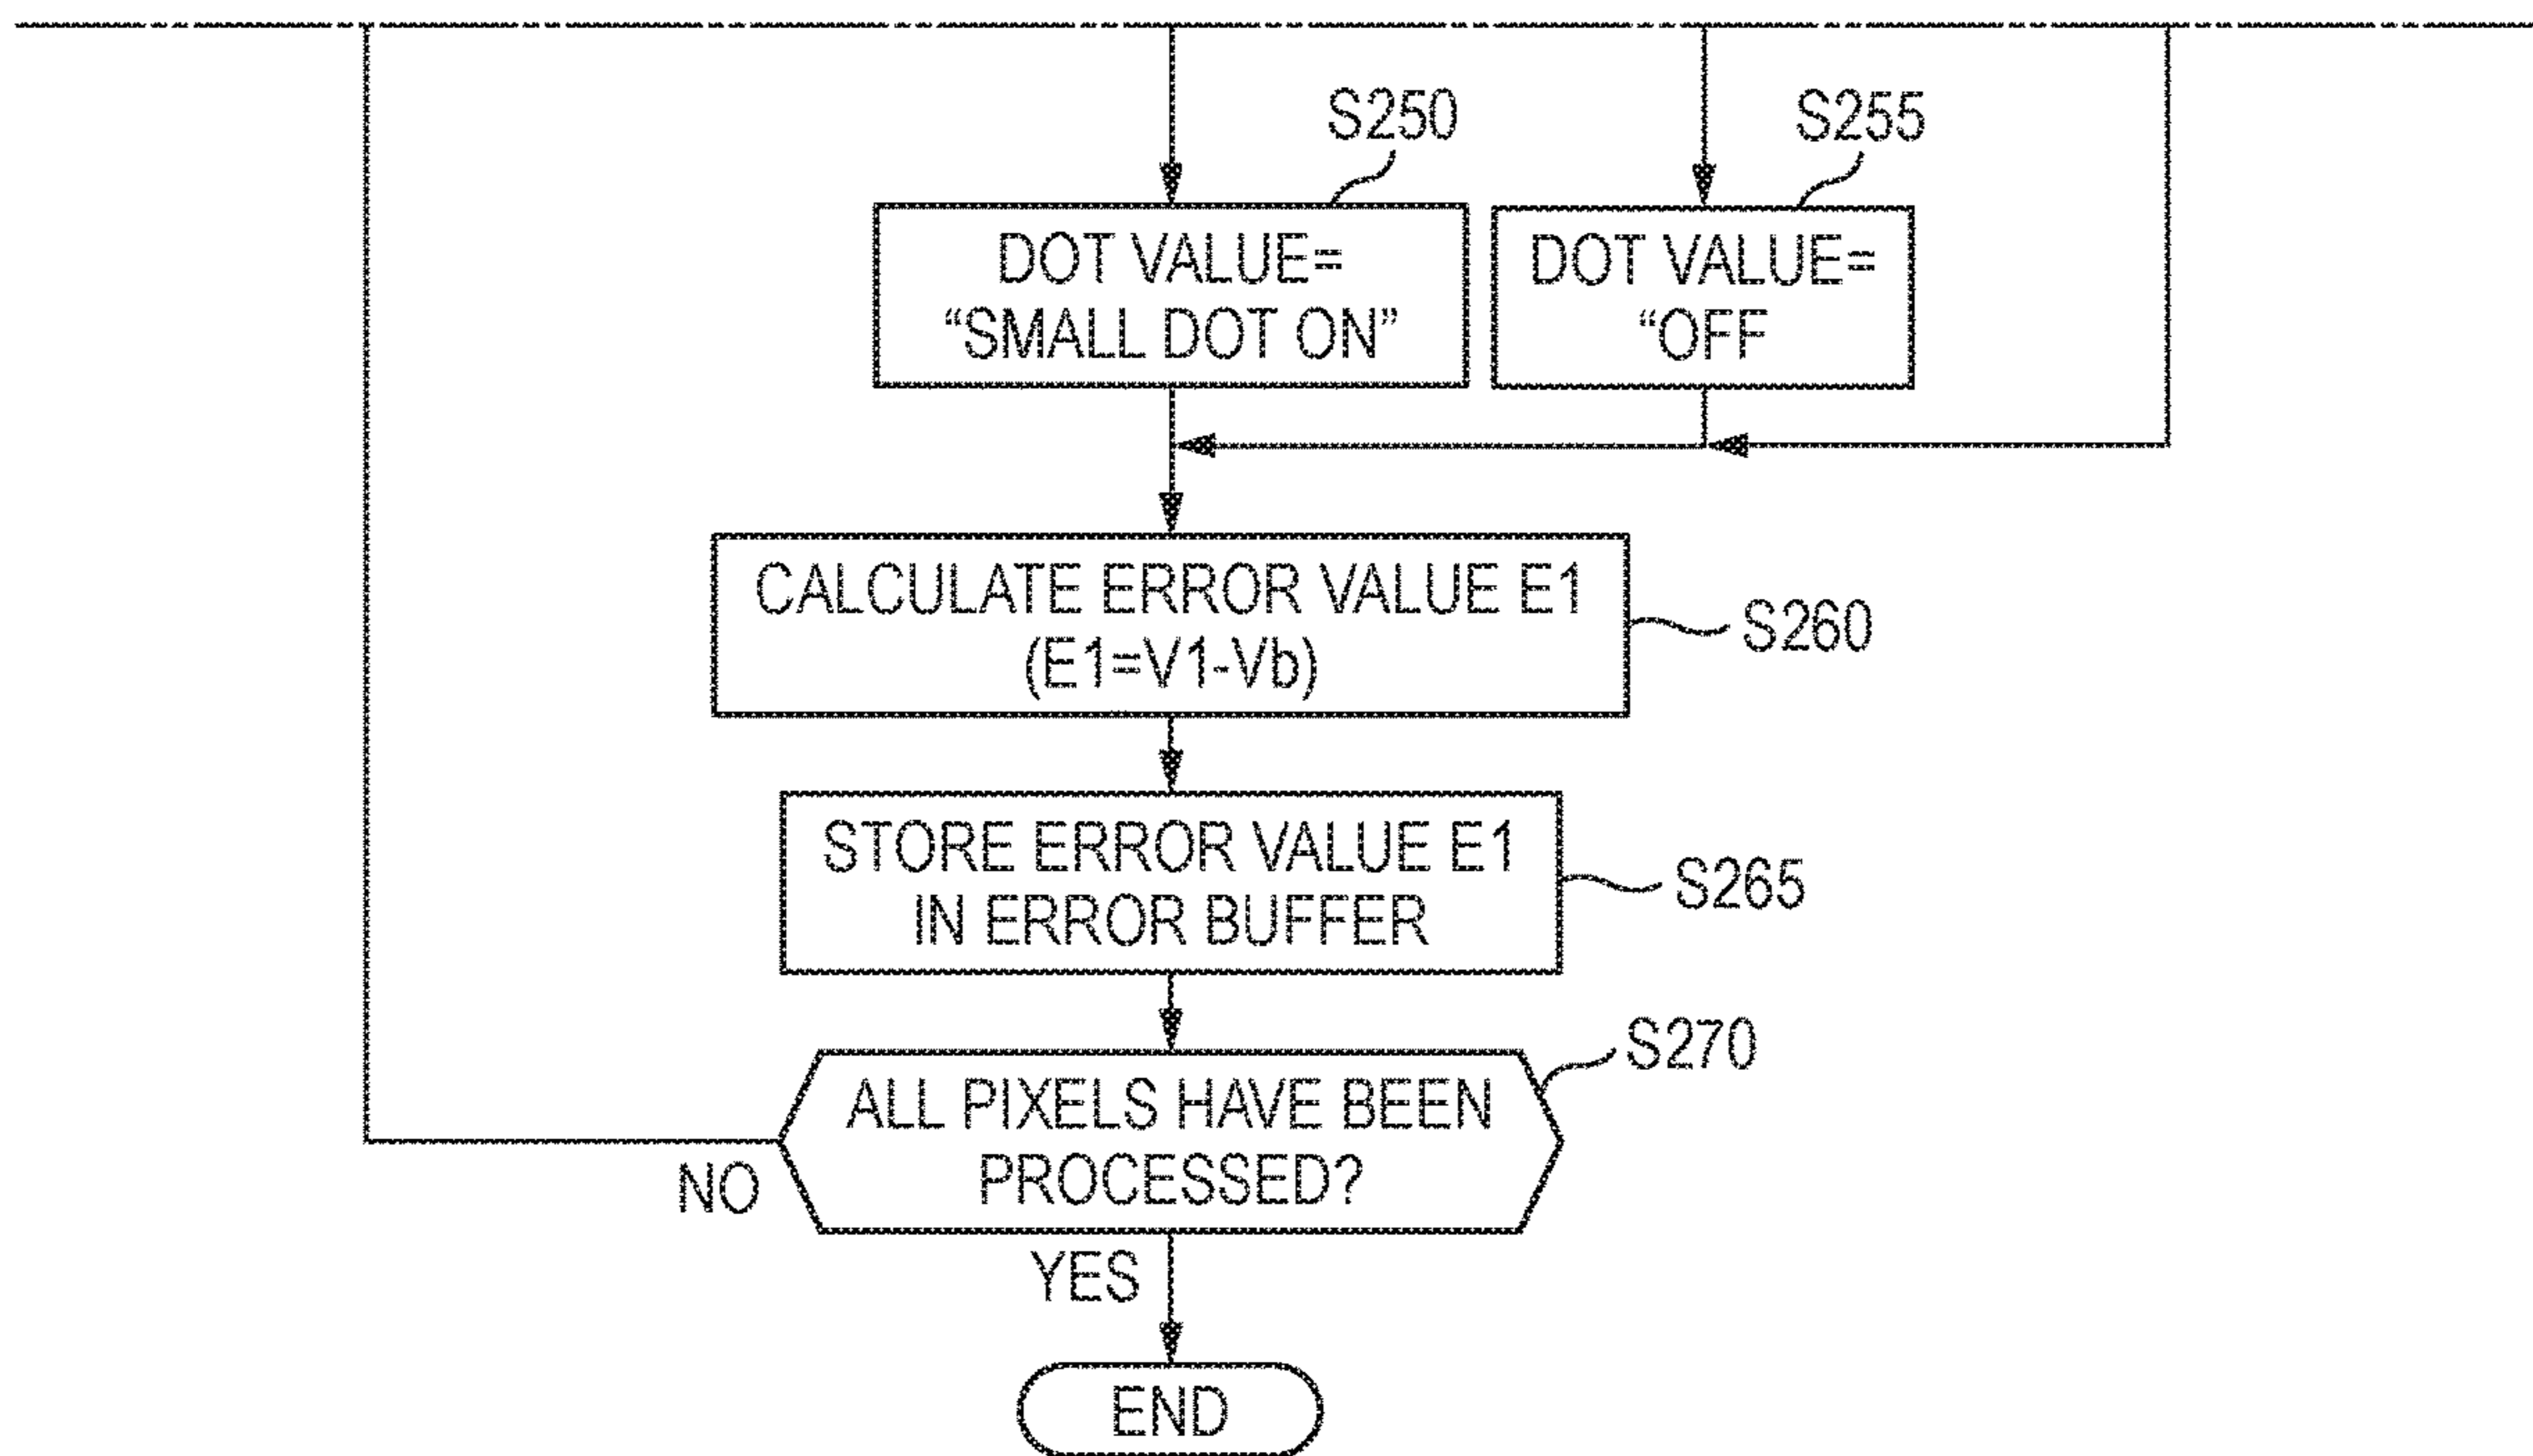 S250
S255
DOT VALUE=
“SMALL DOT ON”
DOT VALUE=
“OFF
CALCULATE ERROR VALUE E1
(E1=V1-Vb)
S260
STORE ERROR VALUE E1
IN ERROR BUFFER
S265
S270
ALL PIXELS HAVE BEEN
PROCESSED?
NO
YES
END